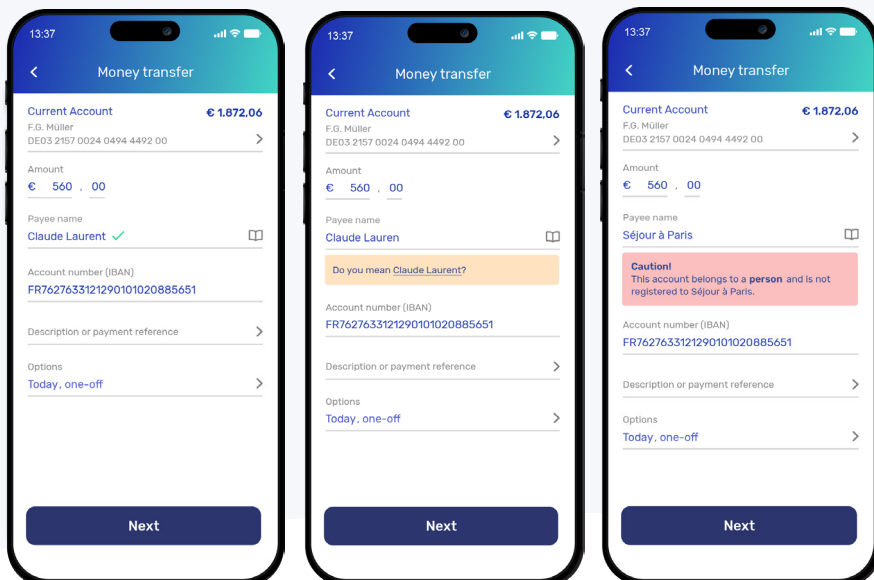 13:37
Money transfer
Current Account € 1.872,06
F.G. Müller
DE03 2157 0024 0494 4492 00
Amount
€ 560 , 00
Payee name
Claude Laurent
Account number (IBAN)
FR7627633121290101020885651
Description or payment reference
Options
Today, one-off
Next
13:37
Money transfer
Current Account € 1.872,06
F.G. Müller
DE03 2157 0024 0494 4492 00
Amount
€ 560 , 00
Payee name
Claude Lauren
Do you mean Claude Laurent?
Account number (IBAN)
FR7627633121290101020885651
Description or payment reference
Options
Today, one-off
Next
13:37
Money transfer
Current Account € 1.872,06
F.G. Müller
DE03 2157 0024 0494 4492 00
Amount
€ 560 , 00
Payee name
Séjour à Paris
Caution!
This account belongs to a person and is not
registered to Séjour à Paris.
Account number (IBAN)
FR7627633121290101020885651
Description or payment reference
Options
Today, one-off
Next